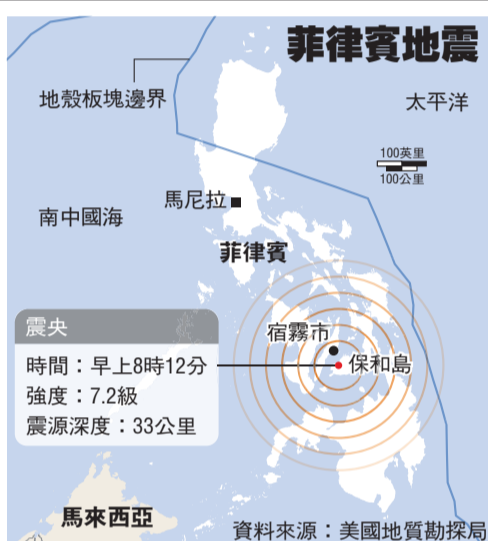 菲律賓地震
地殼板塊邊界
太平洋
100英里
100公里
馬尼拉
南中國海
菲律賓
震央
時間：早上8時12分
強度：7.2級
震源深度：33公里
宿霧市
保和島
馬來西亞
資料來源：美國地質勘探局